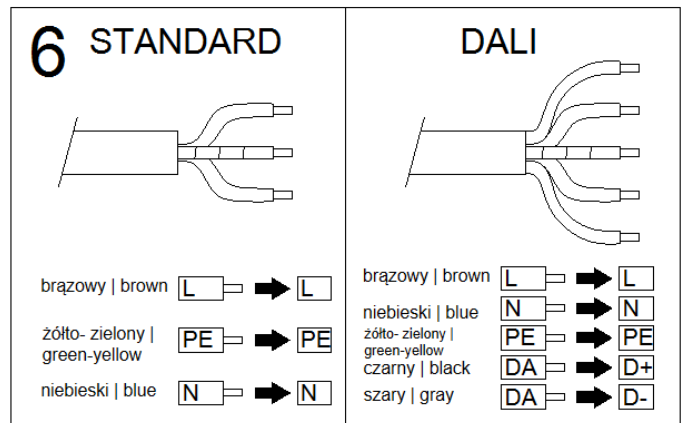 6 STANDARD
brązowy | brown L L
żółto- zielony |
green-yellow PE PE
niebieski | blue N N
DALI
brązowy | brown L L
niebieski | blue N N
żółto- zielony |
green-yellow PE PE
czarny | black DA D+
szary | gray DA D-